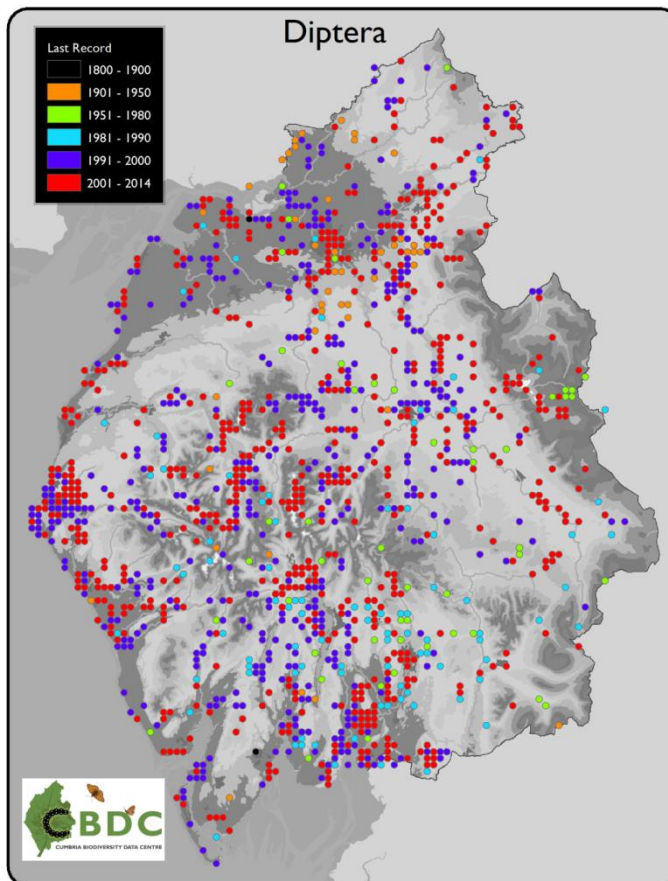 Diptera
Last Record
1800 - 1900
1901 - 1950
1951 - 1980
1981 - 1990
1991 - 2000
2001 - 2014
CBDC
CUMBRIA BIODIVERSITY DATA CENTRE